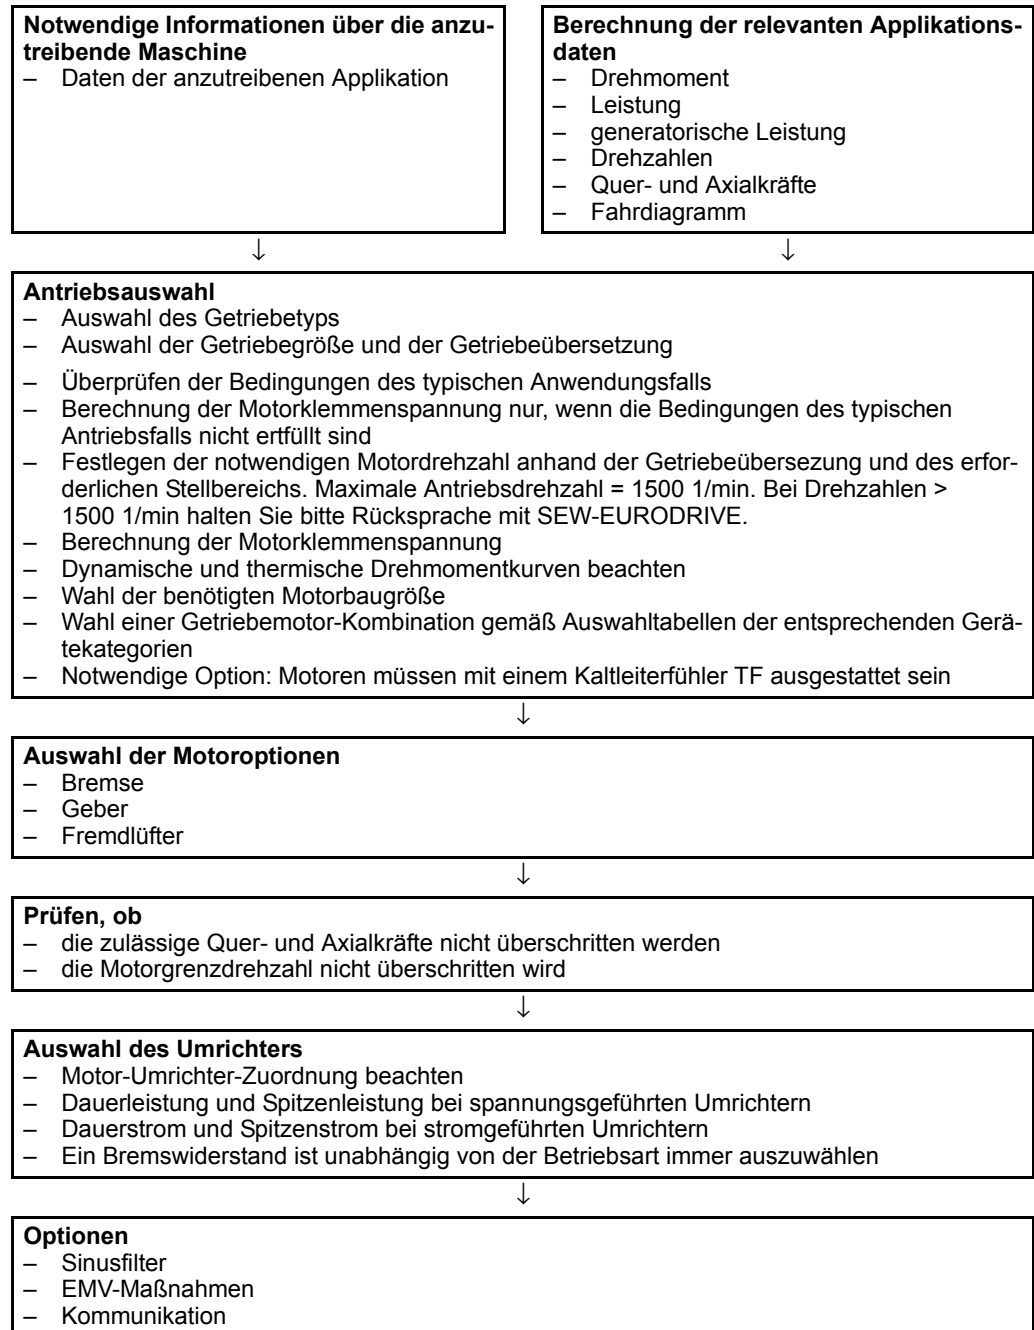 Notwendige Informationen über die anzu-
treibende Maschine
– Daten der anzutreibenen Applikation
Berechnung der relevanten Applikations-
daten
– Drehmoment
– Leistung
– generatorische Leistung
– Drehzahlen
– Quer- und Axialkräfte
– Fahrdiagramm
↓ ↓
Antriebsauswahl
– Auswahl des Getriebetyps
– Auswahl der Getriebegröße und der Getriebeübersetzung
– Überprüfen der Bedingungen des typischen Anwendungsfalls
– Berechnung der Motorklemmenspannung nur, wenn die Bedingungen des typischen
Antriebsfalls nicht ertfüllt sind
– Festlegen der notwendigen Motordrehzahl anhand der Getriebeübersezung und des erfor-
derlichen Stellbereichs. Maximale Antriebsdrehzahl = 1500 1/min. Bei Drehzahlen >
1500 1/min halten Sie bitte Rücksprache mit SEW-EURODRIVE.
– Berechnung der Motorklemmenspannung
– Dynamische und thermische Drehmomentkurven beachten
– Wahl der benötigten Motorbaugröße
– Wahl einer Getriebemotor-Kombination gemäß Auswahltabellen der entsprechenden Gerä-
tekategorien
– Notwendige Option: Motoren müssen mit einem Kaltleiterfühler TF ausgestattet sein
↓
Auswahl der Motoroptionen
– Bremse
– Geber
– Fremdlüfter
↓
Prüfen, ob
– die zulässige Quer- und Axialkräfte nicht überschritten werden
– die Motorgrenzdrehzahl nicht überschritten wird
↓
Auswahl des Umrichters
– Motor-Umrichter-Zuordnung beachten
– Dauerleistung und Spitzenleistung bei spannungsgeführten Umrichtern
– Dauerstrom und Spitzenstrom bei stromgeführten Umrichtern
– Ein Bremswiderstand ist unabhängig von der Betriebsart immer auszuwählen
↓
Optionen
– Sinusfilter
– EMV-Maßnahmen
– Kommunikation